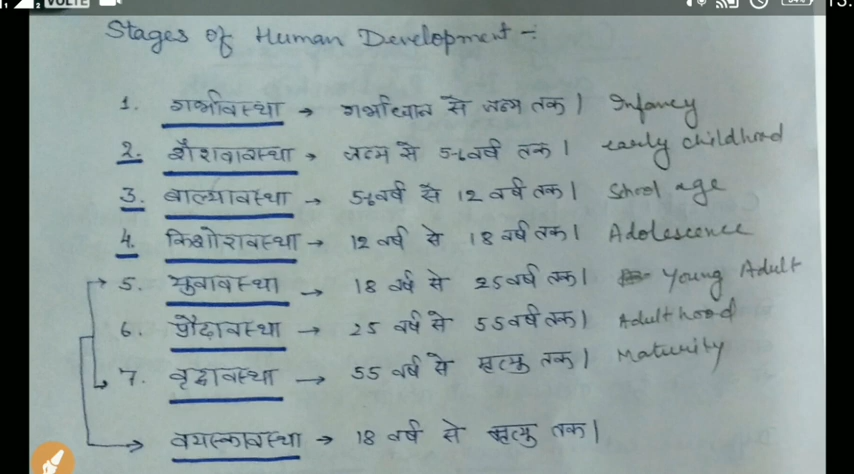 VoLTE
Stages of Human Development :-
1. गर्भावस्था → गर्भाधान से जन्म तक। Infancy
2. शैशवावस्था → जन्म से 5-6 वर्ष तक। early childhood
3. बाल्यावस्था → 5-6 वर्ष से 12 वर्ष तक। School age
4. किशोरावस्था → 12 वर्ष से 18 वर्ष तक। Adolescence
5. युवावस्था → 18 वर्ष से 25 वर्ष तक। Young Adult
6. प्रौढ़ावस्था → 25 वर्ष से 55 वर्ष तक। Adulthood
7. वृद्धावस्था → 55 वर्ष से मृत्यु तक। Maturity
वयस्कावस्था → 18 वर्ष से मृत्यु तक।